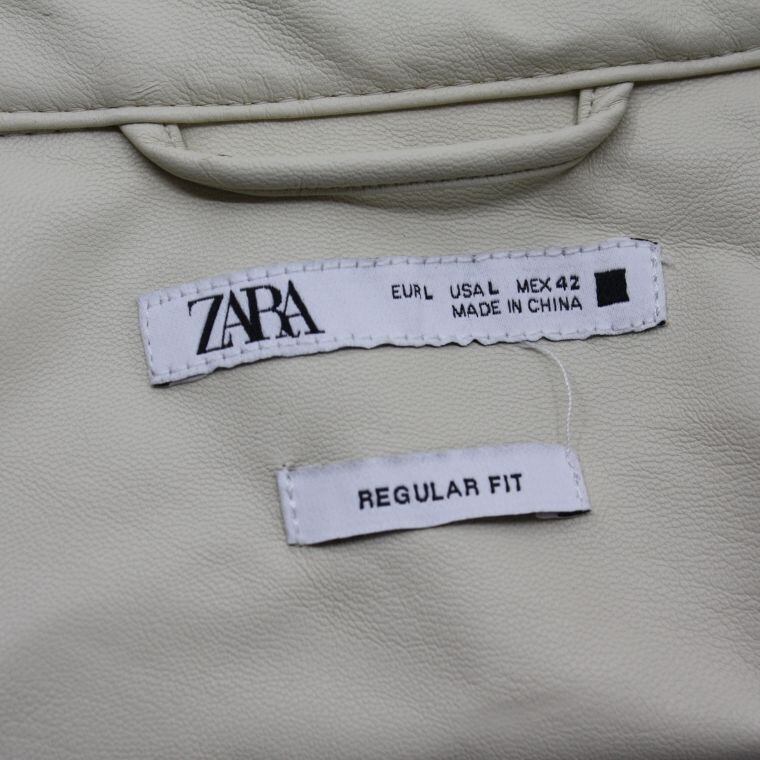 ZARA
EUR L USA L MEX 42
MADE IN CHINA
REGULAR FIT